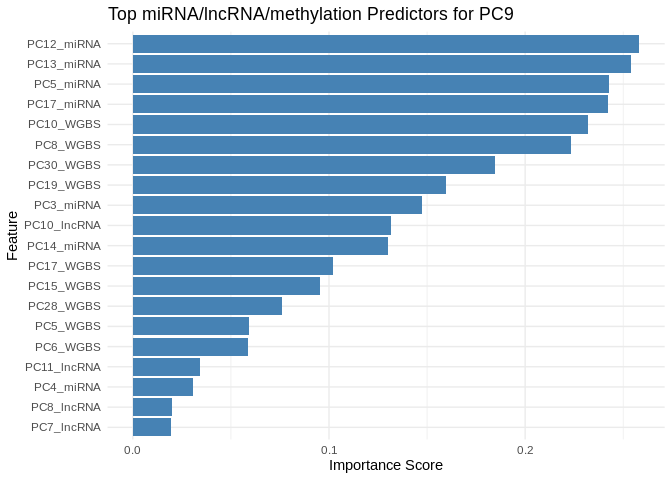 Top miRNA/lncRNA/methylation Predictors for PC9
PC12_miRNA
PC13_miRNA
PC5_miRNA
PC17_miRNA
PC10_WGBS
PC8_WGBS
PC30_WGBS
PC19_WGBS
PC3_miRNA
PC10_lncRNA
PC14_miRNA
PC17_WGBS
PC15_WGBS
PC28_WGBS
PC5_WGBS
PC6_WGBS
PC11_lncRNA
PC4_miRNA
PC8_lncRNA
PC7_lncRNA
Feature
0.0 0.1 0.2
Importance Score